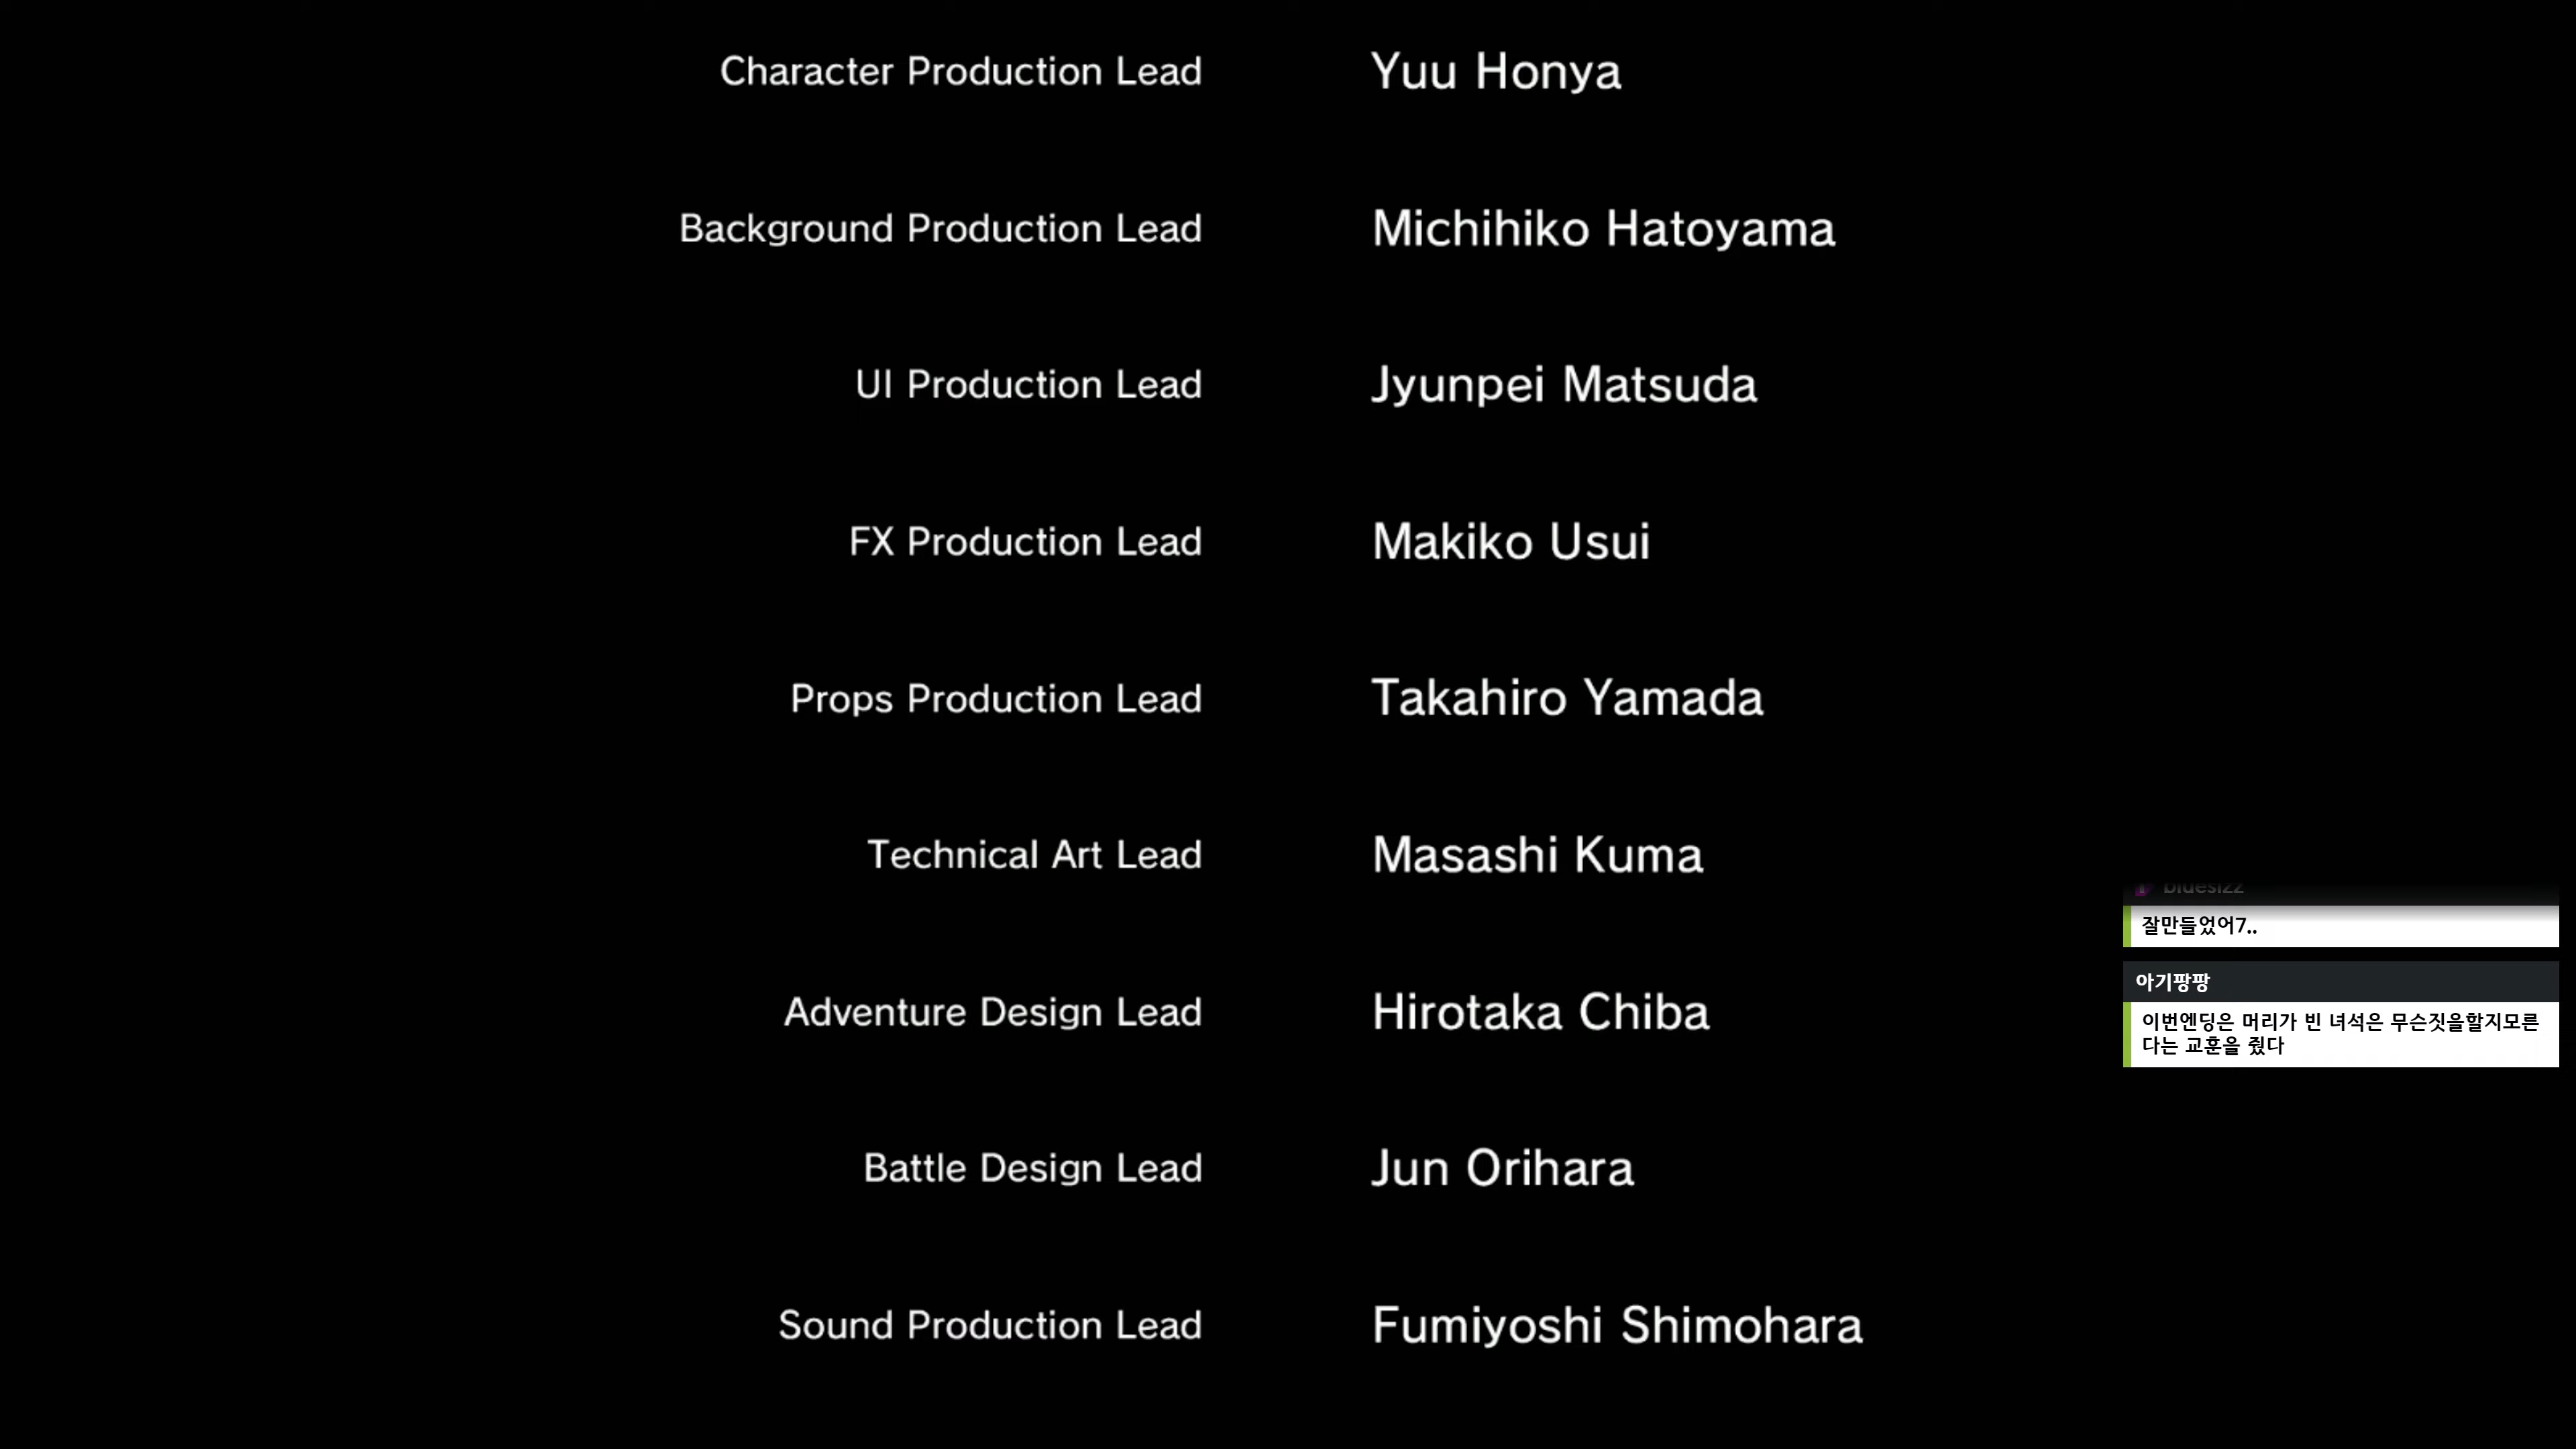 Character Production Lead Yuu Honya
Background Production Lead Michihiko Hatoyama
UI Production Lead Jyunpei Matsuda
FX Production Lead Makiko Usui
Props Production Lead Takahiro Yamada
Technical Art Lead Masashi Kuma
Adventure Design Lead Hirotaka Chiba
Battle Design Lead Jun Orihara
Sound Production Lead Fumiyoshi Shimohara
잘만들었어7..
아기팡팡
이번엔딩은 머리가 빈 녀석은 무슨짓을할지모른
다는 교훈을 줬다